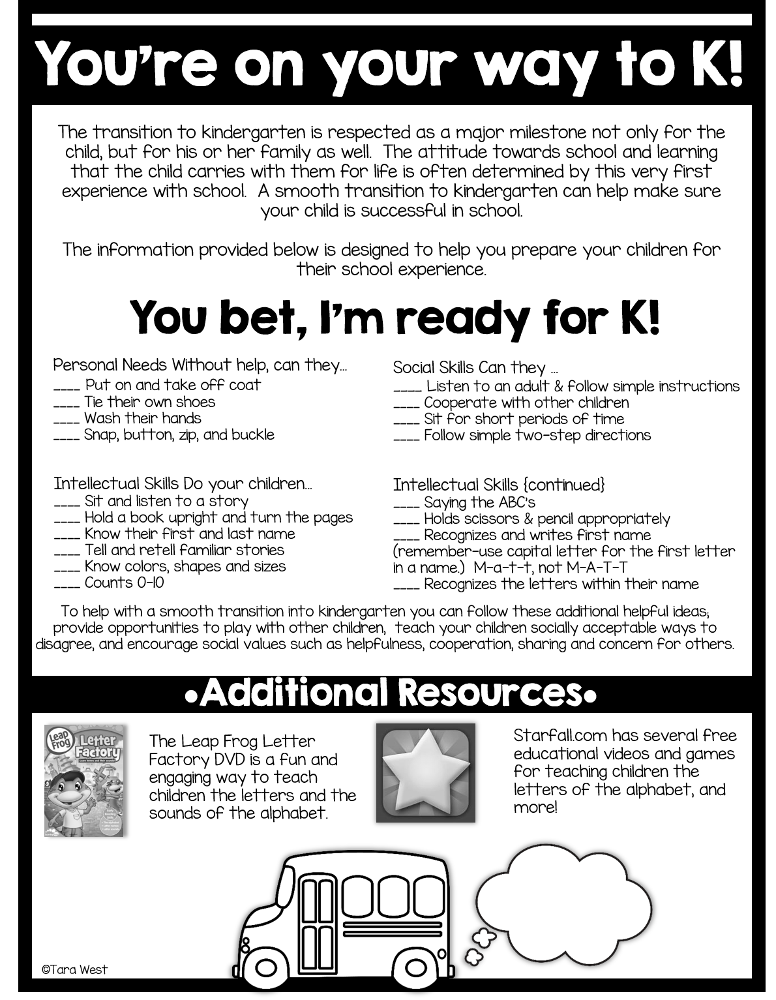 You're on your way to K!
The transition to kindergarten is respected as a major milestone not only for the
child, but for his or her family as well.  The attitude towards school and learning
that the child carries with them for life is often determined by this very first
experience with school.  A smooth transition to kindergarten can help make sure
your child is successful in school.
The information provided below is designed to help you prepare your children for
their school experience.
You bet, I'm ready for K!
Personal Needs Without help, can they...
____ Put on and take off coat
____ Tie their own shoes
____ Wash their hands
____ Snap, button, zip, and buckle
Social Skills Can they ...
____ Listen to an adult & follow simple instructions
____ Cooperate with other children
____ Sit for short periods of time
____ Follow simple two-step directions
Intellectual Skills Do your children...
____ Sit and listen to a story
____ Hold a book upright and turn the pages
____ Know their first and last name
____ Tell and retell familiar stories
____ Know colors, shapes and sizes
____ Counts 0-10
Intellectual Skills {continued}
____ Saying the ABC's
____ Holds scissors & pencil appropriately
____ Recognizes and writes first name
(remember-use capital letter for the first letter
in a name.)  M-a-t-t, not M-A-T-T
____ Recognizes the letters within their name
To help with a smooth transition into kindergarten you can follow these additional helpful ideas;
provide opportunities to play with other children,  teach your children socially acceptable ways to
disagree, and encourage social values such as helpfulness, cooperation, sharing and concern for others.
•Additional Resources•
Leap
Frog
Letter
Factory
Learn letters and their sounds!
The Leap Frog Letter
Factory DVD is a fun and
engaging way to teach
children the letters and the
sounds of the alphabet.
Starfall.com has several free
educational videos and games
for teaching children the
letters of the alphabet, and
more!
©Tara West